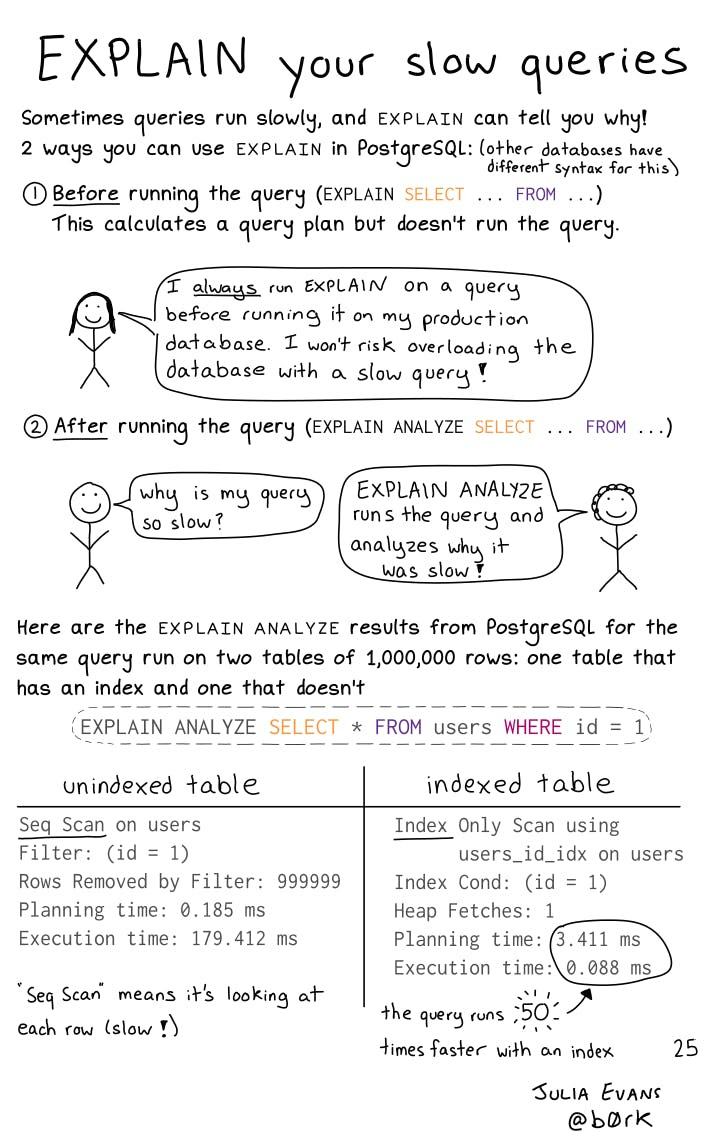 EXPLAIN your slow queries
Sometimes queries run slowly, and EXPLAIN can tell you why!
2 ways you can use EXPLAIN in PostgreSQL: (other databases have
different syntax for this)
① Before running the query (EXPLAIN SELECT ... FROM ...)
This calculates a query plan but doesn't run the query.
I always run EXPLAIN on a query
before running it on my production
database. I won't risk overloading the
database with a slow query!
② After running the query (EXPLAIN ANALYZE SELECT ... FROM ...)
why is my query
so slow?
EXPLAIN ANALYZE
runs the query and
analyzes why it
was slow!
Here are the EXPLAIN ANALYZE results from PostgreSQL for the
same query run on two tables of 1,000,000 rows: one table that
has an index and one that doesn't
EXPLAIN ANALYZE SELECT * FROM users WHERE id = 1
unindexed table
Seq Scan on users
Filter: (id = 1)
Rows Removed by Filter: 999999
Planning time: 0.185 ms
Execution time: 179.412 ms
"Seq Scan" means it's looking at
each row (slow!)
indexed table
Index Only Scan using
users_id_idx on users
Index Cond: (id = 1)
Heap Fetches: 1
Planning time: 3.411 ms
Execution time: 0.088 ms
the query runs 50
times faster with an index
25
JULIA EVANS
@b0rk